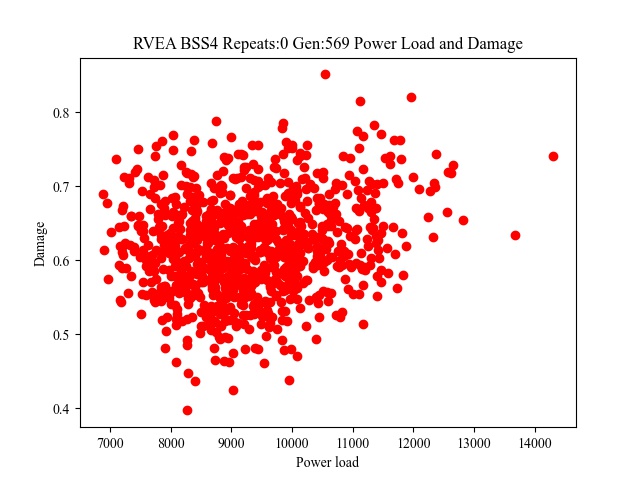 RVEA BSS4 Repeats:0 Gen:569 Power Load and Damage
0.8
0.7
0.6
0.5
0.4
Damage
7000 8000 9000 10000 11000 12000 13000 14000
Power load